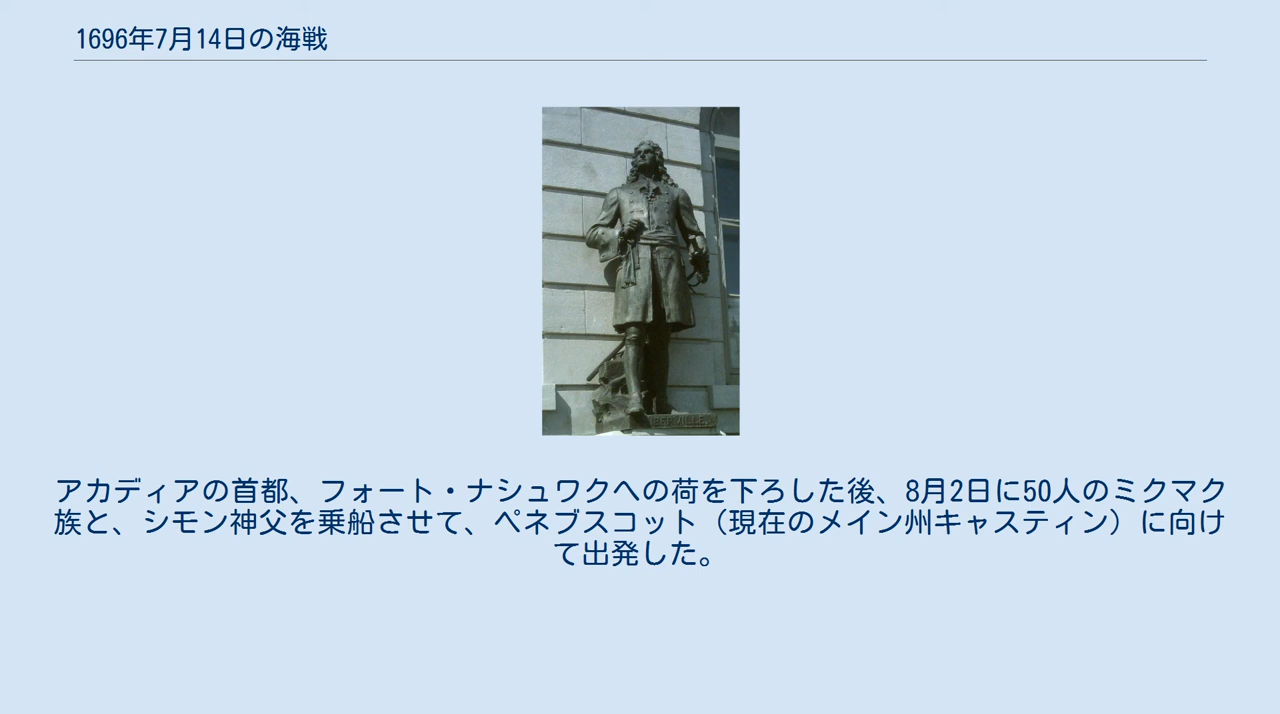 1696年7月14日の海戦
アカディアの首都、フォート・ナシュワクへの荷を下ろした後、8月2日に50人のミクマク
族と、シモン神父を乗船させて、ペネブスコット（現在のメイン州キャスティン）に向け
て出発した。